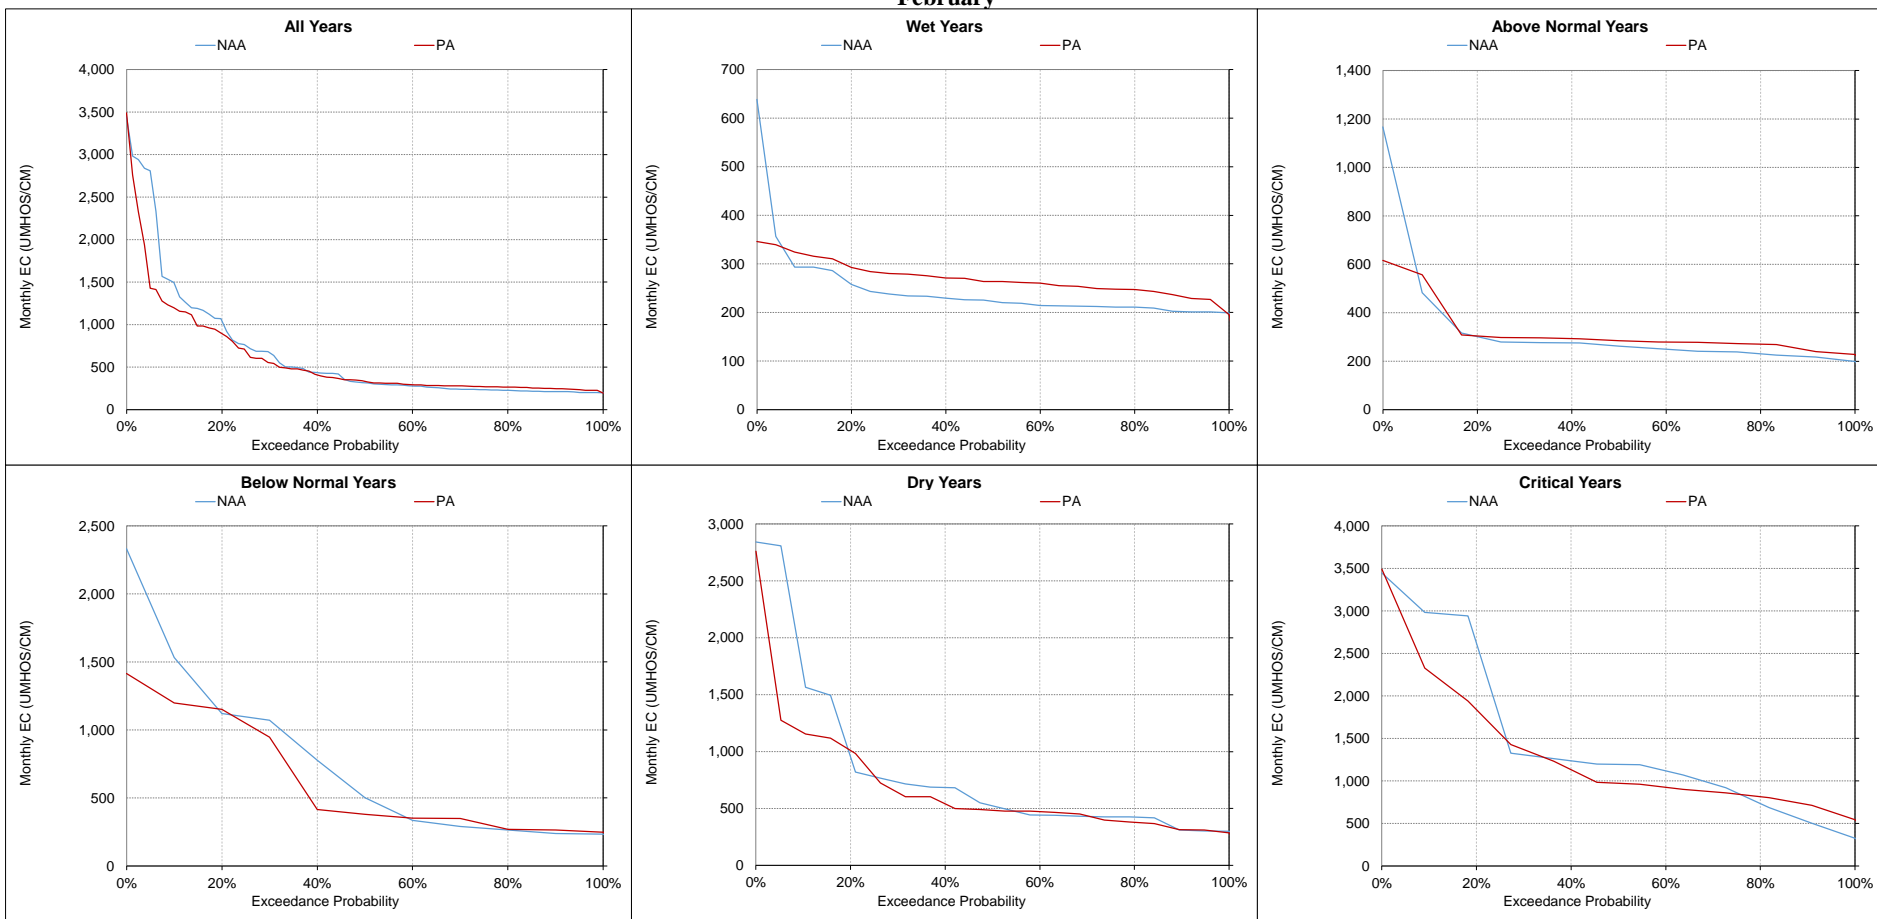 February
All Years
NAA PA
4,000
3,500
3,000
2,500
2,000
1,500
1,000
500
0
Monthly EC (UMHOS/CM)
0% 20% 40% 60% 80% 100%
Exceedance Probability
Wet Years
NAA PA
700
600
500
400
300
200
100
0
Monthly EC (UMHOS/CM)
0% 20% 40% 60% 80% 100%
Exceedance Probability
Above Normal Years
NAA PA
1,400
1,200
1,000
800
600
400
200
0
Monthly EC (UMHOS/CM)
0% 20% 40% 60% 80% 100%
Exceedance Probability
Below Normal Years
NAA PA
2,500
2,000
1,500
1,000
500
0
Monthly EC (UMHOS/CM)
0% 20% 40% 60% 80% 100%
Exceedance Probability
Dry Years
NAA PA
3,000
2,500
2,000
1,500
1,000
500
0
Monthly EC (UMHOS/CM)
0% 20% 40% 60% 80% 100%
Exceedance Probability
Critical Years
NAA PA
4,000
3,500
3,000
2,500
2,000
1,500
1,000
500
0
Monthly EC (UMHOS/CM)
0% 20% 40% 60% 80% 100%
Exceedance Probability